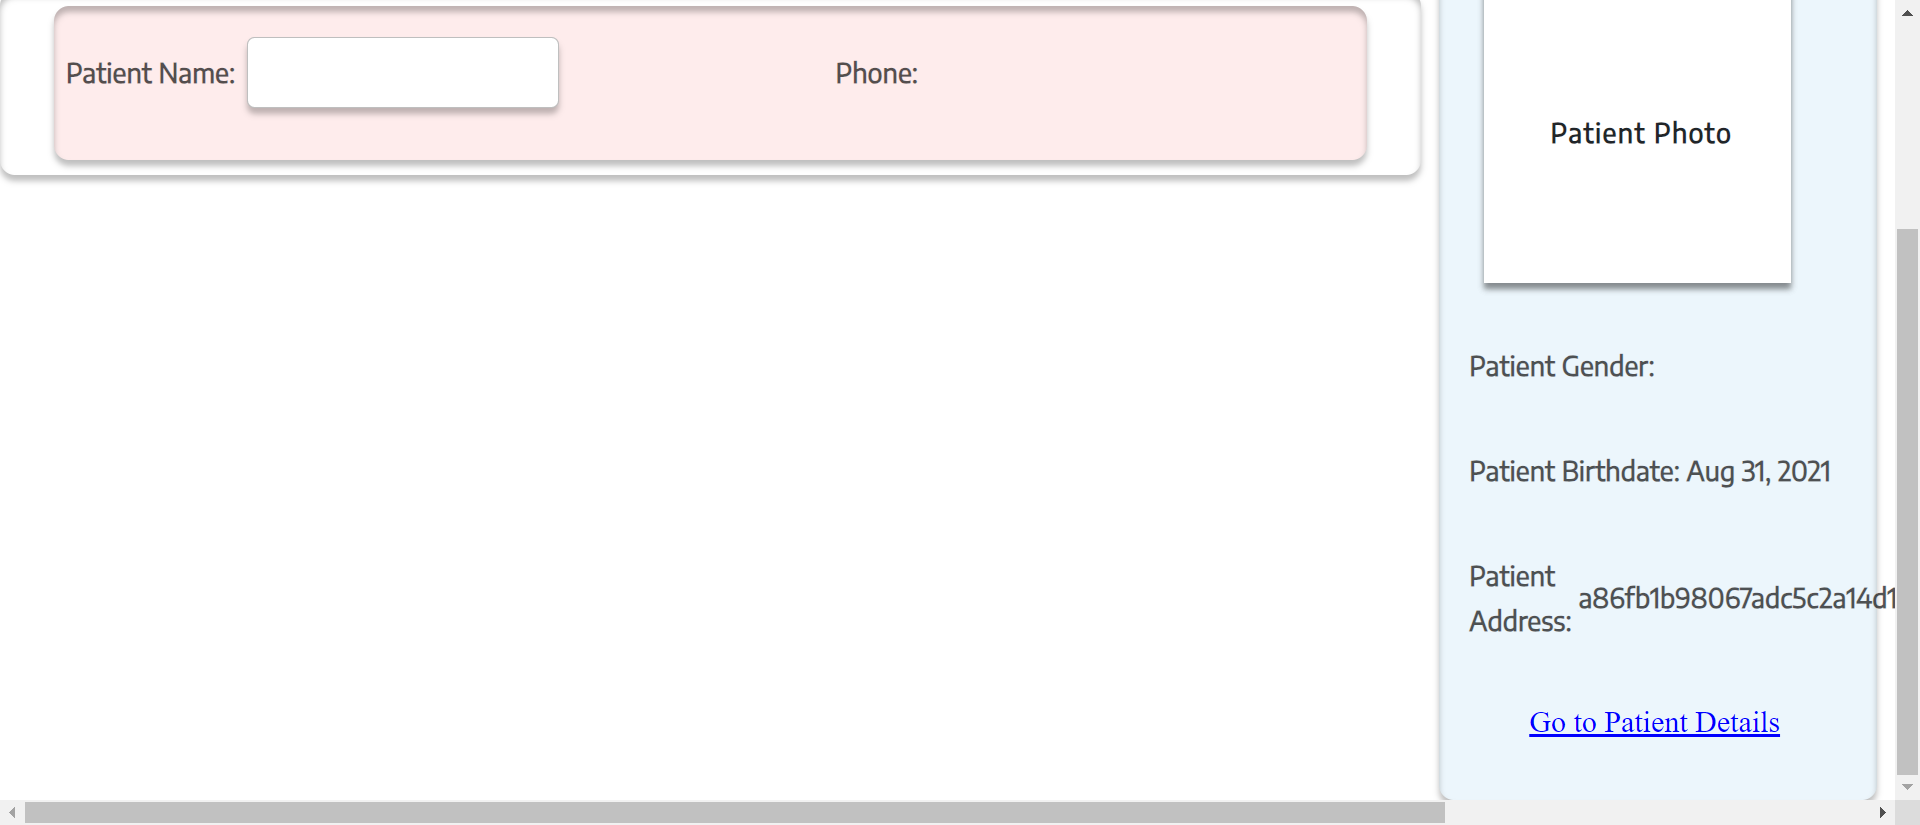 Patient Name:
Phone:
Patient Photo
Patient Gender:
Patient Birthdate: Aug 31, 2021
Patient
Address:
a86fb1b98067adc5c2a14d1
Go to Patient Details